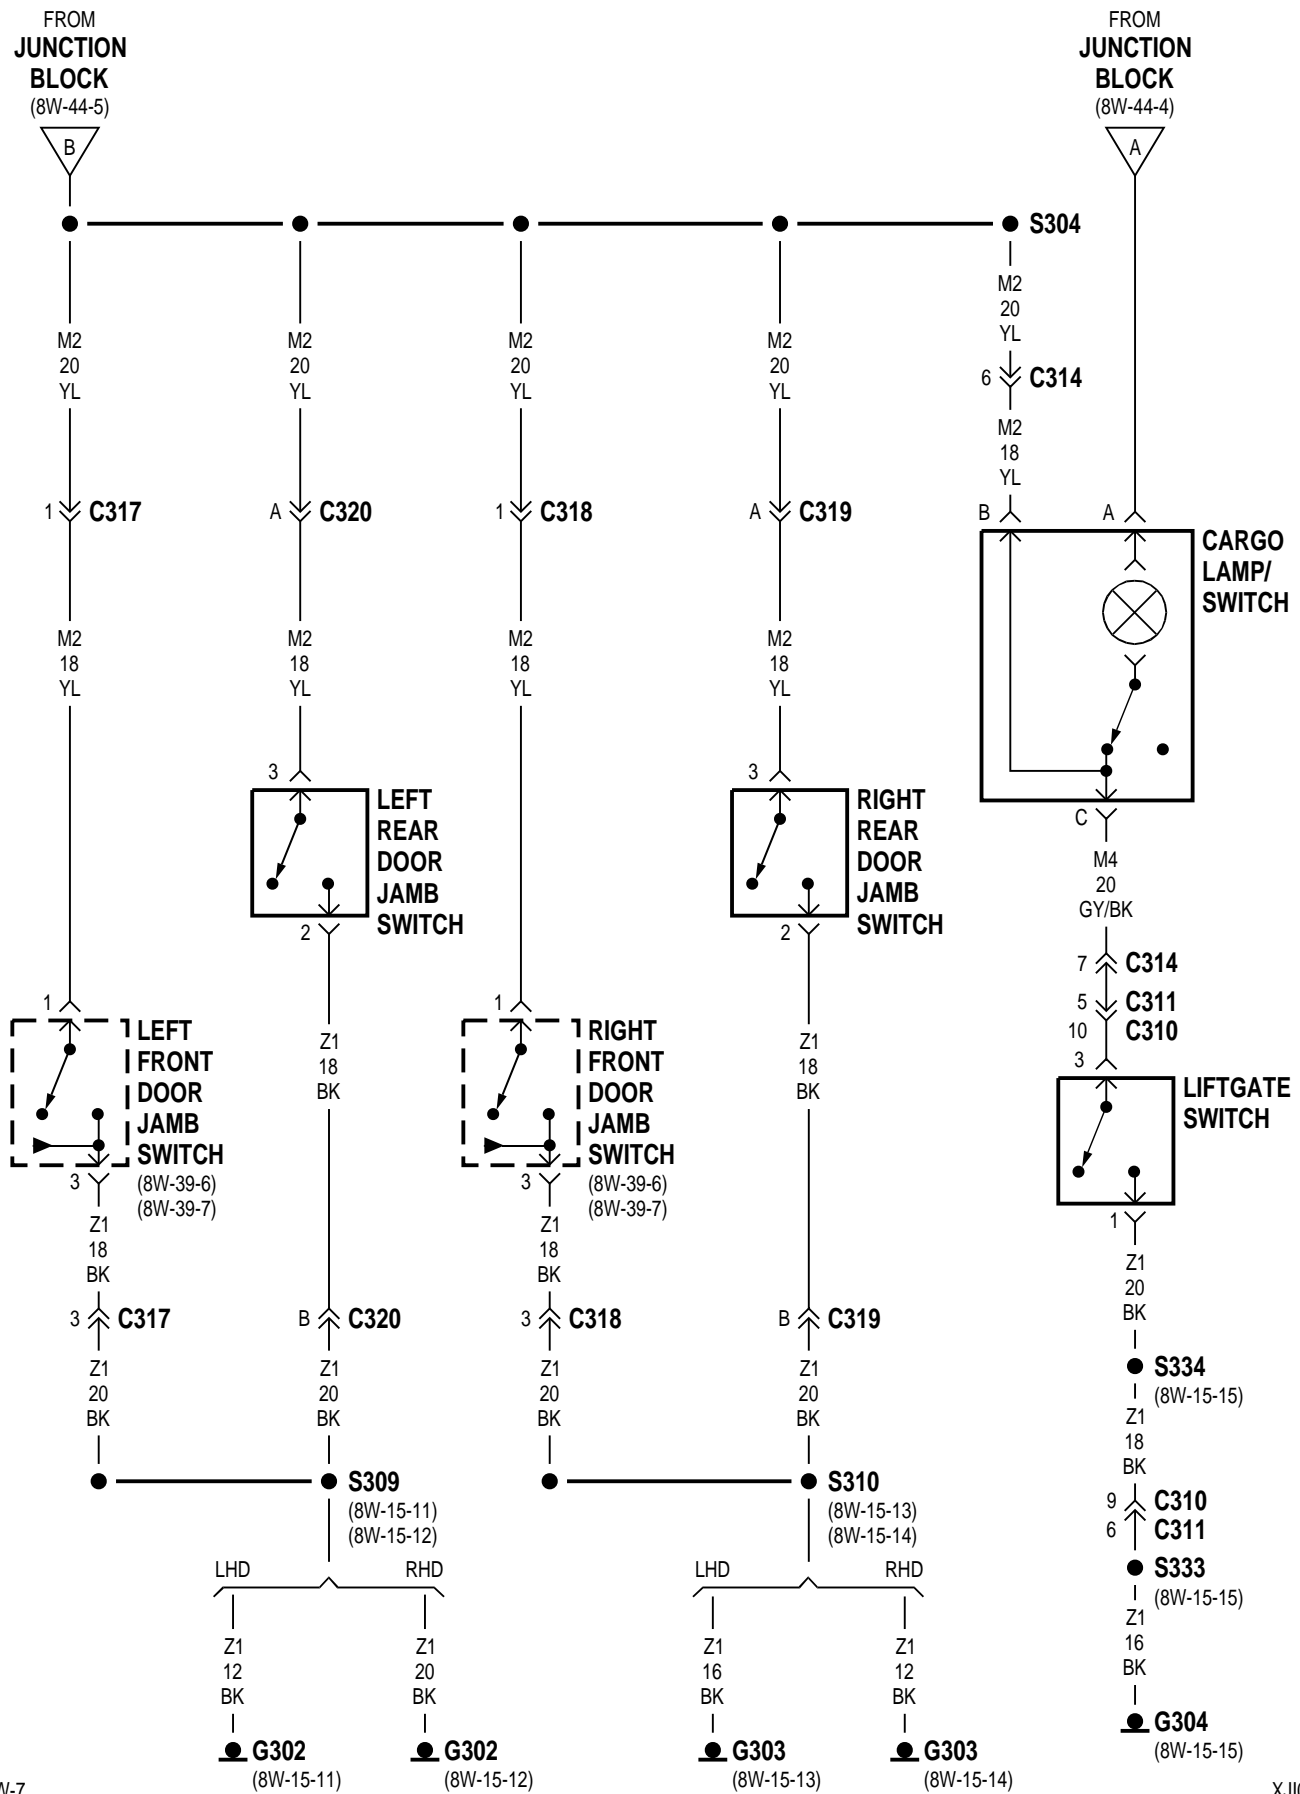 FROM
JUNCTION
BLOCK
(8W-44-5)
B
FROM
JUNCTION
BLOCK
(8W-44-4)
A
S304
M2
20
YL
6 C314
M2
18
YL
M2
20
YL
M2
20
YL
M2
20
YL
M2
20
YL
1 C317
A C320
1 C318
A C319
B
A
CARGO
LAMP/
SWITCH
M2
18
YL
M2
18
YL
M2
18
YL
M2
18
YL
3
LEFT
REAR
DOOR
JAMB
SWITCH
2
3
RIGHT
REAR
DOOR
JAMB
SWITCH
2
C
M4
20
GY/BK
7 C314
5 C311
10 C310
3
LIFTGATE
SWITCH
1
1
LEFT
FRONT
DOOR
JAMB
SWITCH
(8W-39-6)
(8W-39-7)
3
Z1
18
BK
1
RIGHT
FRONT
DOOR
JAMB
SWITCH
(8W-39-6)
(8W-39-7)
3
Z1
18
BK
Z1
18
BK
Z1
18
BK
3 C317
B C320
3 C318
B C319
Z1
20
BK
Z1
20
BK
Z1
20
BK
Z1
20
BK
Z1
20
BK
S334
(8W-15-15)
Z1
18
BK
9 C310
6 C311
S333
(8W-15-15)
Z1
16
BK
G304
(8W-15-15)
S309
(8W-15-11)
(8W-15-12)
S310
(8W-15-13)
(8W-15-14)
LHD
RHD
LHD
RHD
Z1
12
BK
Z1
20
BK
Z1
16
BK
Z1
12
BK
G302
(8W-15-11)
G302
(8W-15-12)
G303
(8W-15-13)
G303
(8W-15-14)